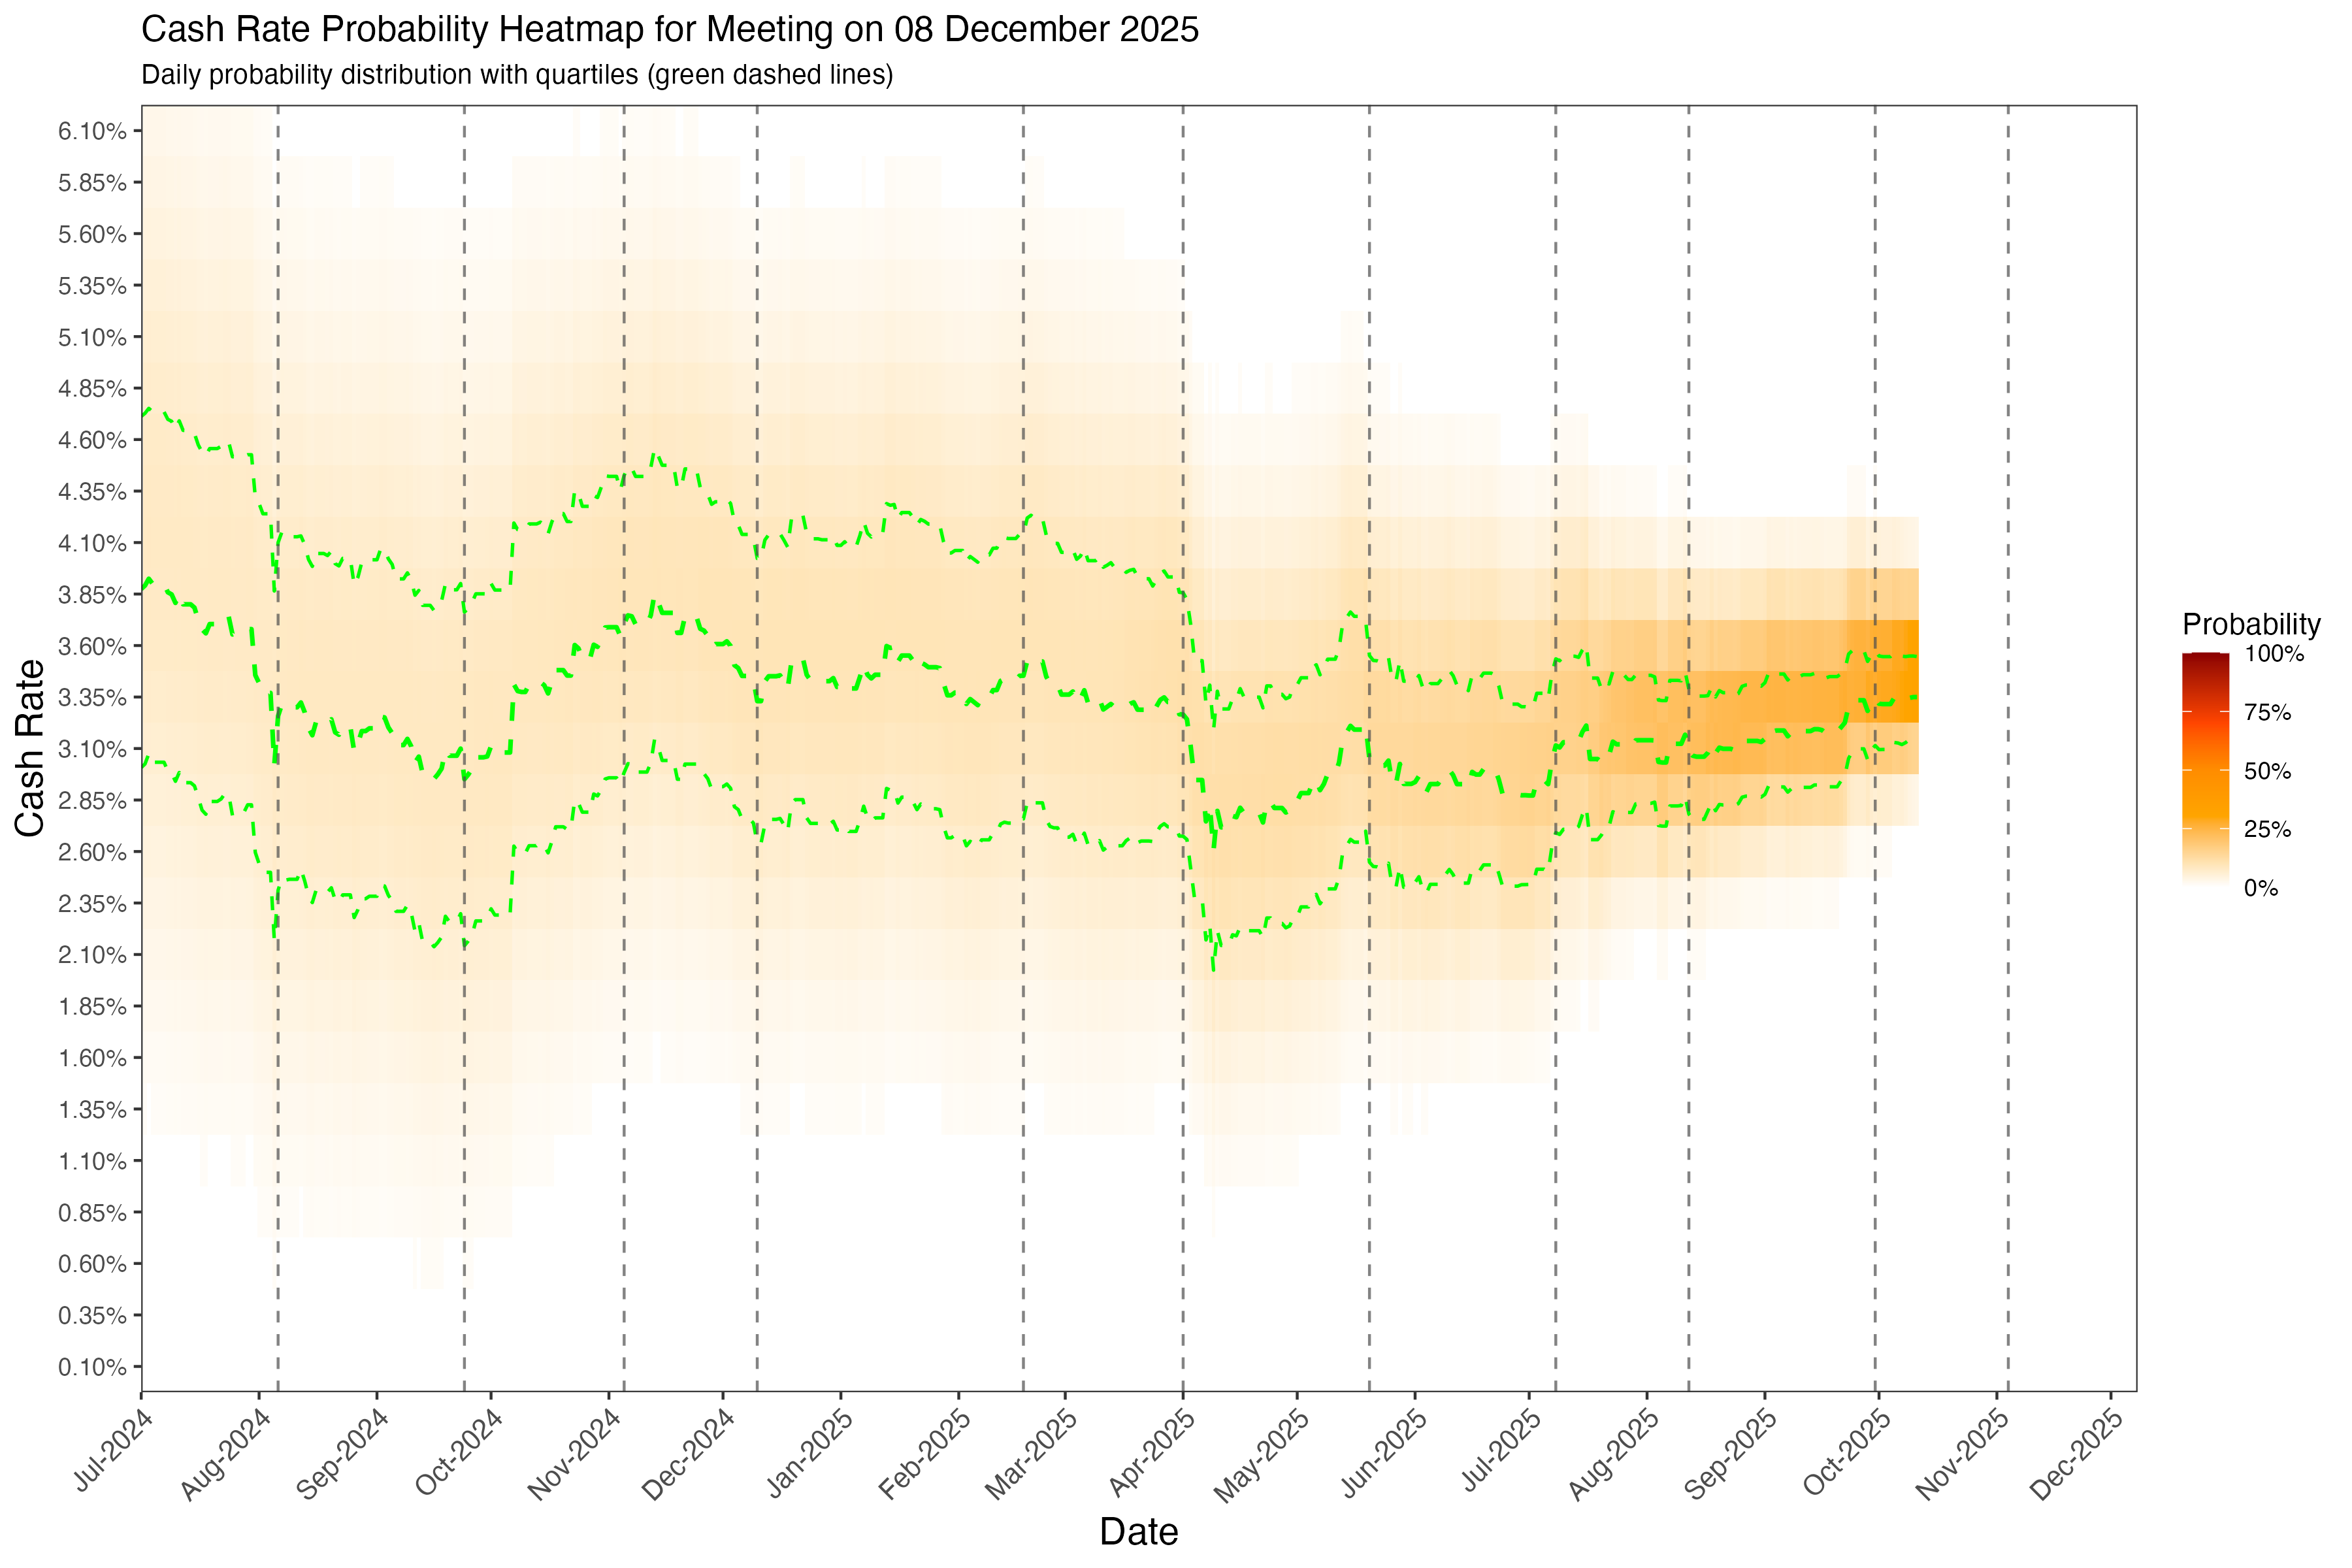 Cash Rate Probability Heatmap for Meeting on 08 December 2025
Daily probability distribution with quartiles (green dashed lines)
Cash Rate
6.10%
5.85%
5.60%
5.35%
5.10%
4.85%
4.60%
4.35%
4.10%
3.85%
3.60%
3.35%
3.10%
2.85%
2.60%
2.35%
2.10%
1.85%
1.60%
1.35%
1.10%
0.85%
0.60%
0.35%
0.10%
Jul-2024
Aug-2024
Sep-2024
Oct-2024
Nov-2024
Dec-2024
Jan-2025
Feb-2025
Mar-2025
Apr-2025
May-2025
Jun-2025
Jul-2025
Aug-2025
Sep-2025
Oct-2025
Nov-2025
Dec-2025
Date
Probability
100%
75%
50%
25%
0%